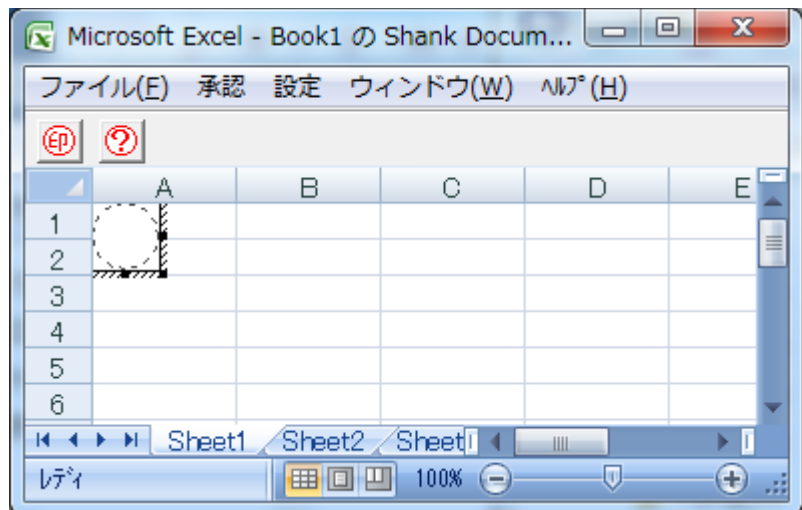 Microsoft Excel - Book1 の Shank Docum...
ファイル(F) 承認 設定 ウィンドウ(W) ﾍﾙﾌﾟ(H)
印 ?
A B C D E
1
2
3
4
5
6
Sheet1 Sheet2 Sheet
ﾚﾃﾞｨ 100%